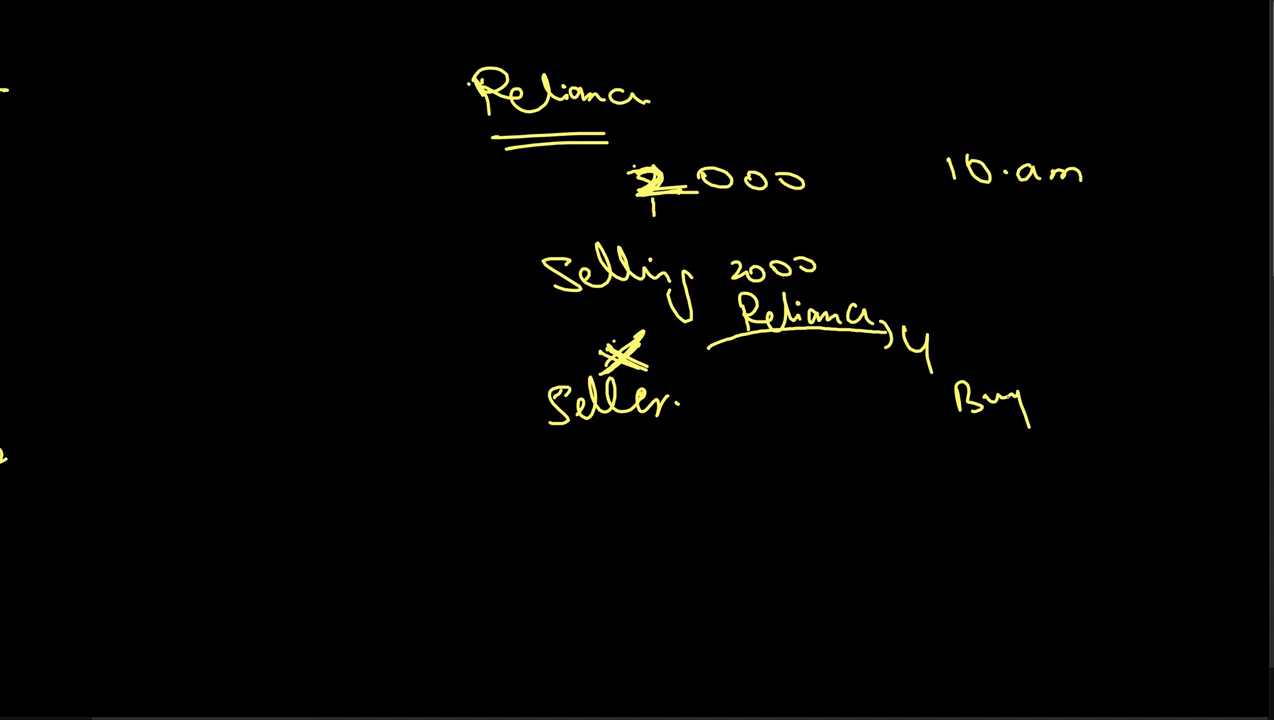 Reliance
2000 10.am
Selling 2000
Reliance
Seller.
Buy